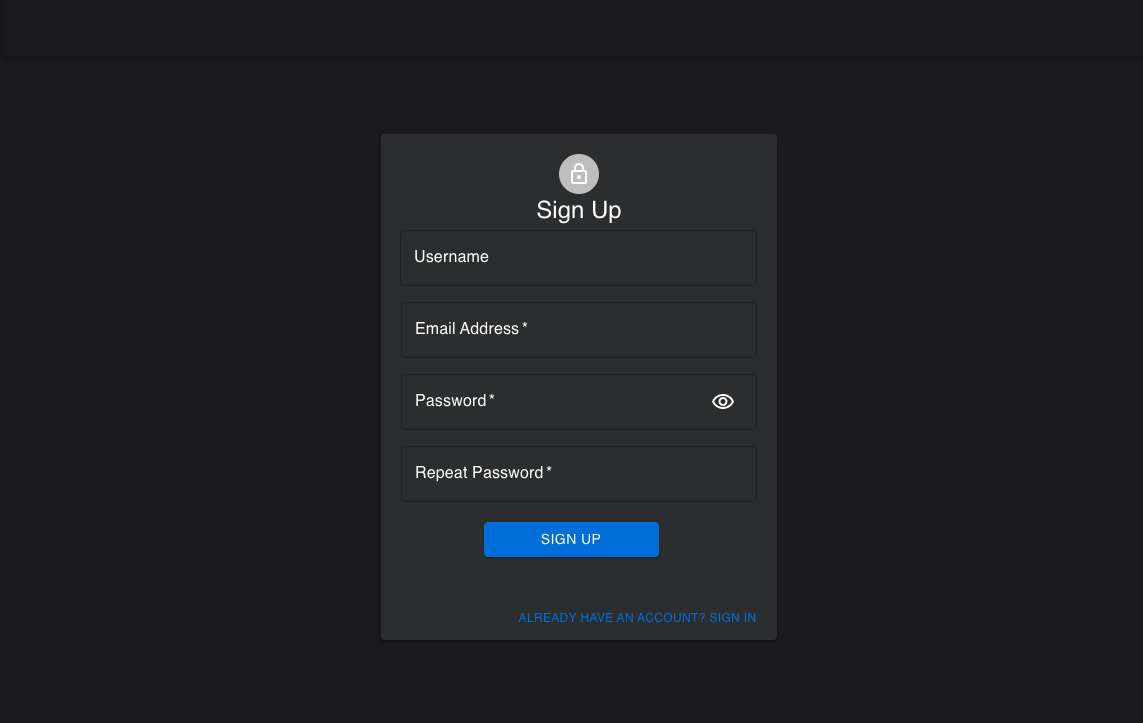 Sign Up
Username
Email Address *
Password *
Repeat Password *
SIGN UP
ALREADY HAVE AN ACCOUNT? SIGN IN